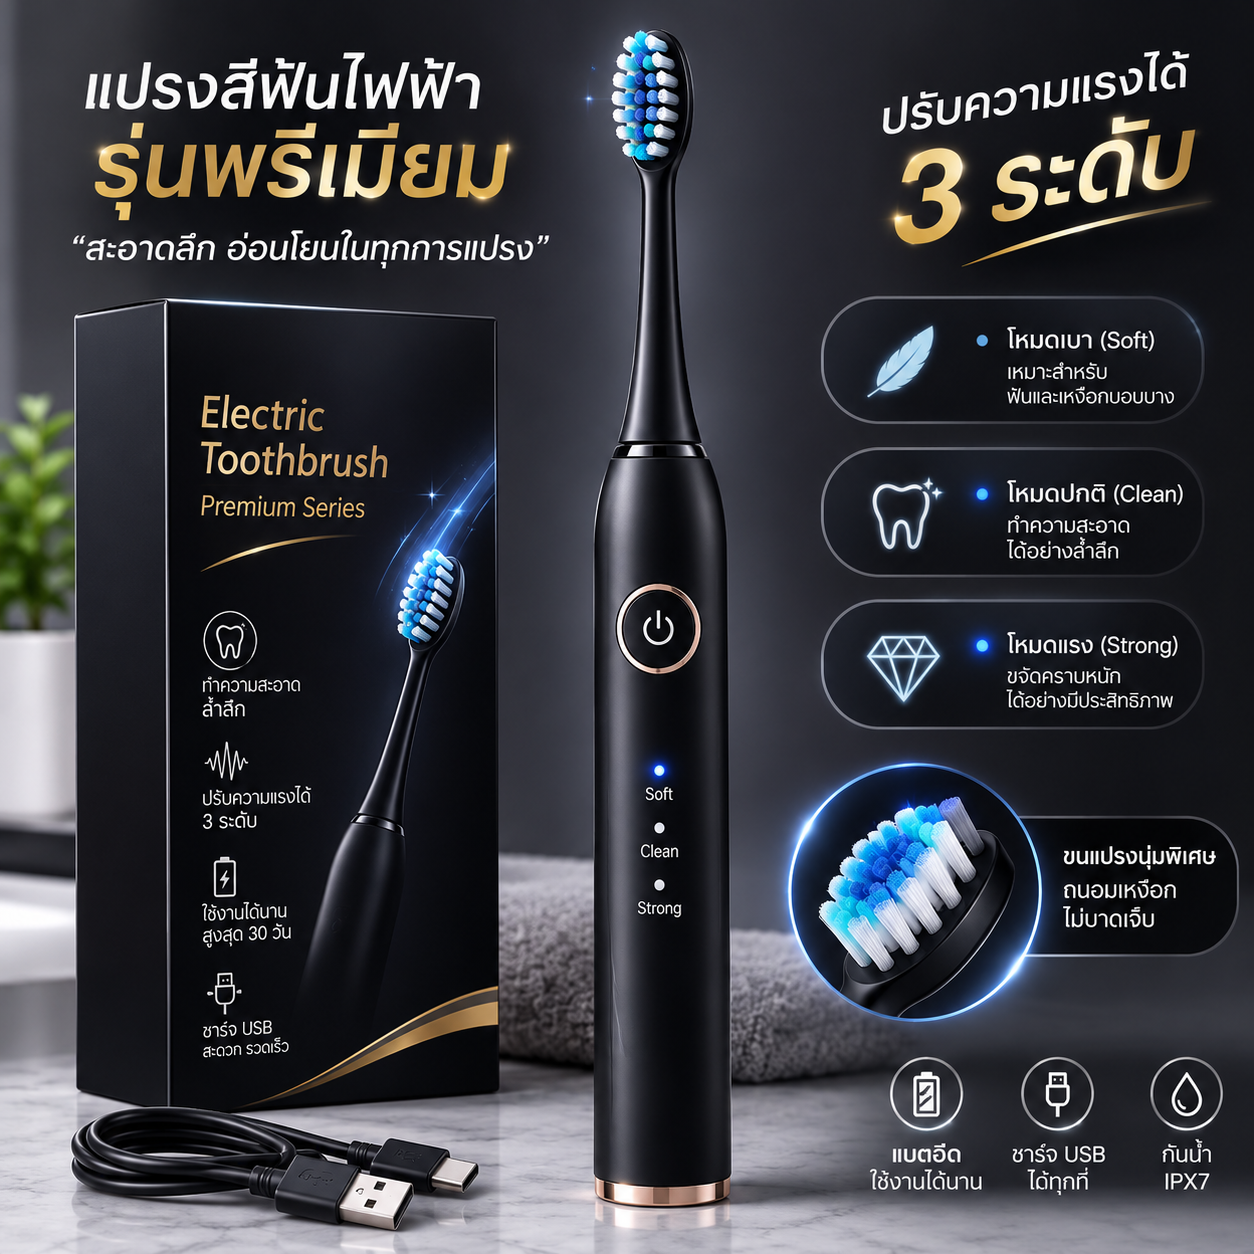 แปรงสีฟันไฟฟ้า
รุ่นพรีเมียม
“สะอาดลึก อ่อนโยนในทุกการแปรง”
ปรับความแรงได้
3 ระดับ
Electric
Toothbrush
Premium Series
ทำความสะอาด
ล้ำลึก
ปรับความแรงได้
3 ระดับ
ใช้งานได้นาน
สูงสุด 30 วัน
ชาร์จ USB
สะดวก รวดเร็ว
Soft
Clean
Strong
โหมดเบา (Soft)
เหมาะสำหรับ
ฟันและเหงือกบอบบาง
โหมดปกติ (Clean)
ทำความสะอาด
ได้อย่างล้ำลึก
โหมดแรง (Strong)
ขจัดคราบหนัก
ได้อย่างมีประสิทธิภาพ
ขนแปรงนุ่มพิเศษ
ถนอมเหงือก
ไม่บาดเจ็บ
แบตอึด
ใช้งานได้นาน
ชาร์จ USB
ได้ทุกที่
กันน้ำ
IPX7